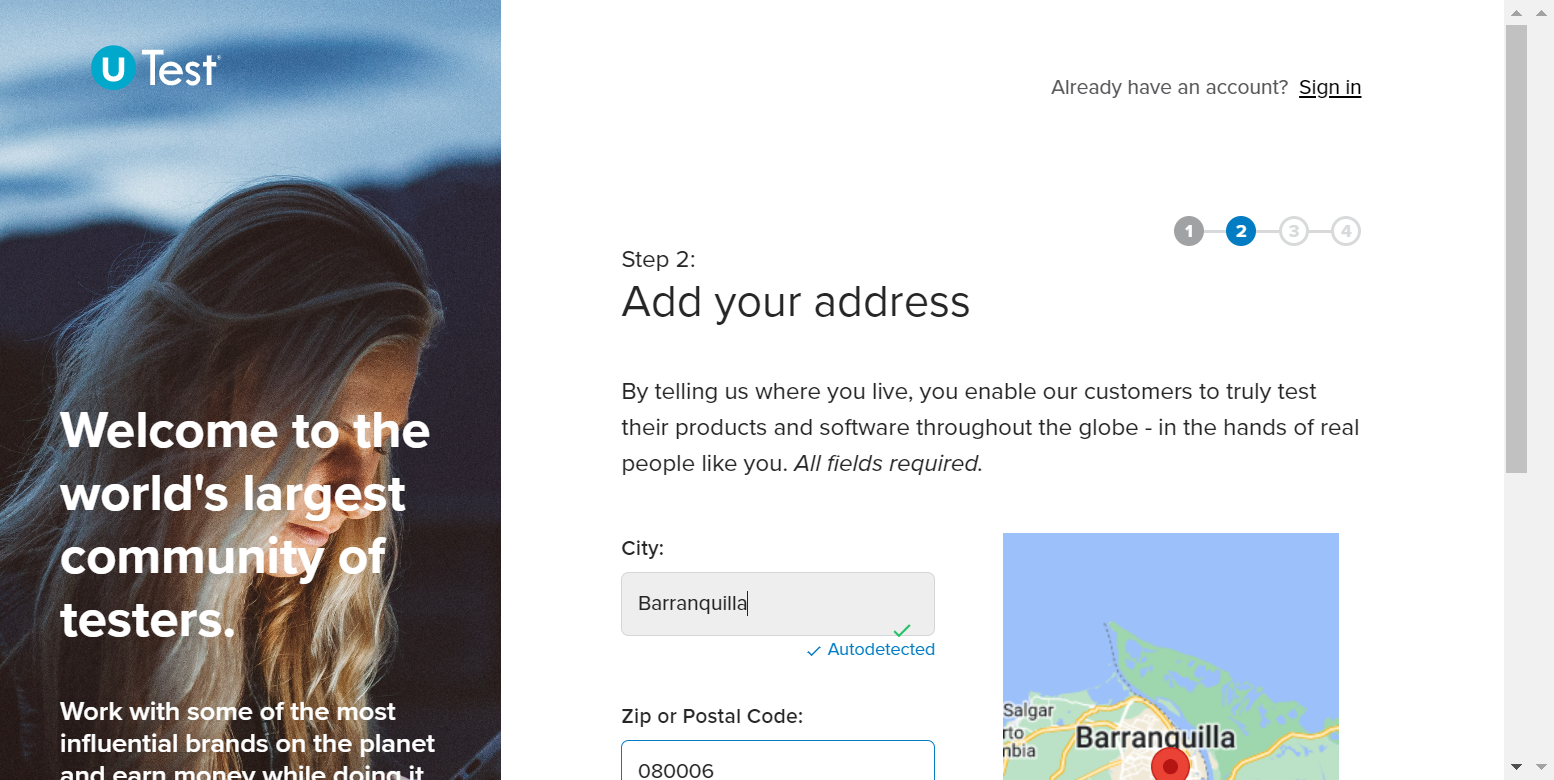 u Test
Already have an account? Sign in
1 2 3 4
Step 2:
Add your address
By telling us where you live, you enable our customers to truly test
their products and software throughout the globe - in the hands of real
people like you. All fields required.
City:
Barranquilla
Autodetected
Zip or Postal Code:
080006
Salgar
rto
nbia
Barranquilla
Welcome to the
world's largest
community of
testers.
Work with some of the most
influential brands on the planet
and earn money while doing it